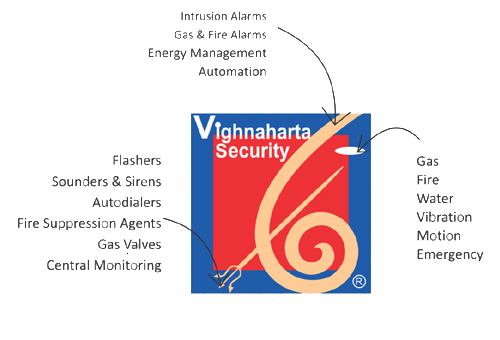 Intrusion Alarms
Gas & Fire Alarms
Energy Management
Automation
Vighnaharta
Security
Flashers
Sounders & Sirens
Autodialers
Fire Suppression Agents
Gas Valves
Central Monitoring
Gas
Fire
Water
Vibration
Motion
Emergency
®